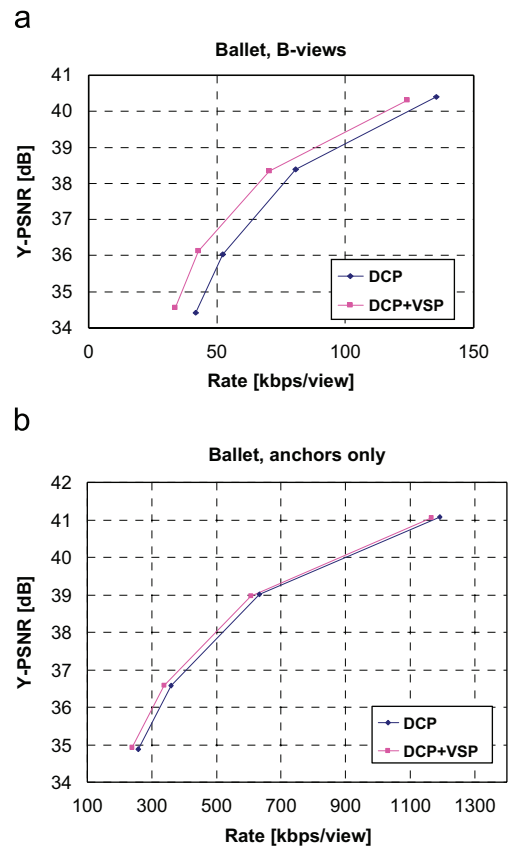 a
Ballet, B-views
41
40
39
38
37
36
35
34
Y-PSNR [dB]
DCP
DCP+VSP
0 50 100 150
Rate [kbps/view]
b
Ballet, anchors only
42
41
40
39
38
37
36
35
34
Y-PSNR [dB]
DCP
DCP+VSP
100 300 500 700 900 1100 1300
Rate [kbps/view]